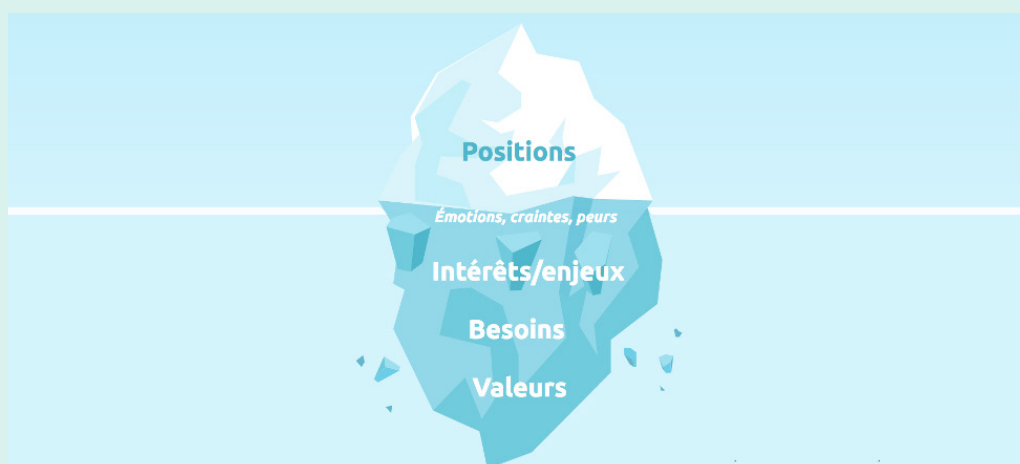 Positions
Émotions, craintes, peurs
Intérêts/enjeux
Besoins
Valeurs